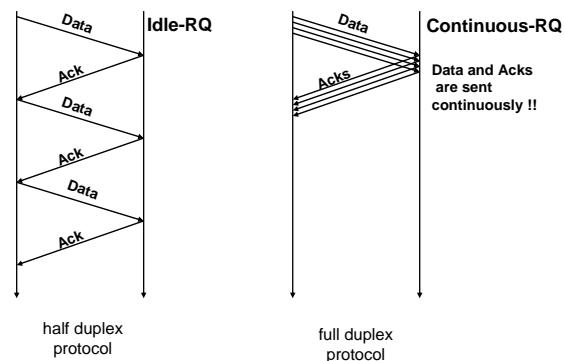 Idle-RQ
Data
Ack
Data
Ack
Data
Ack
half duplex
protocol
Continuous-RQ
Data
Acks
Data and Acks
are sent
continuously !!
full duplex
protocol